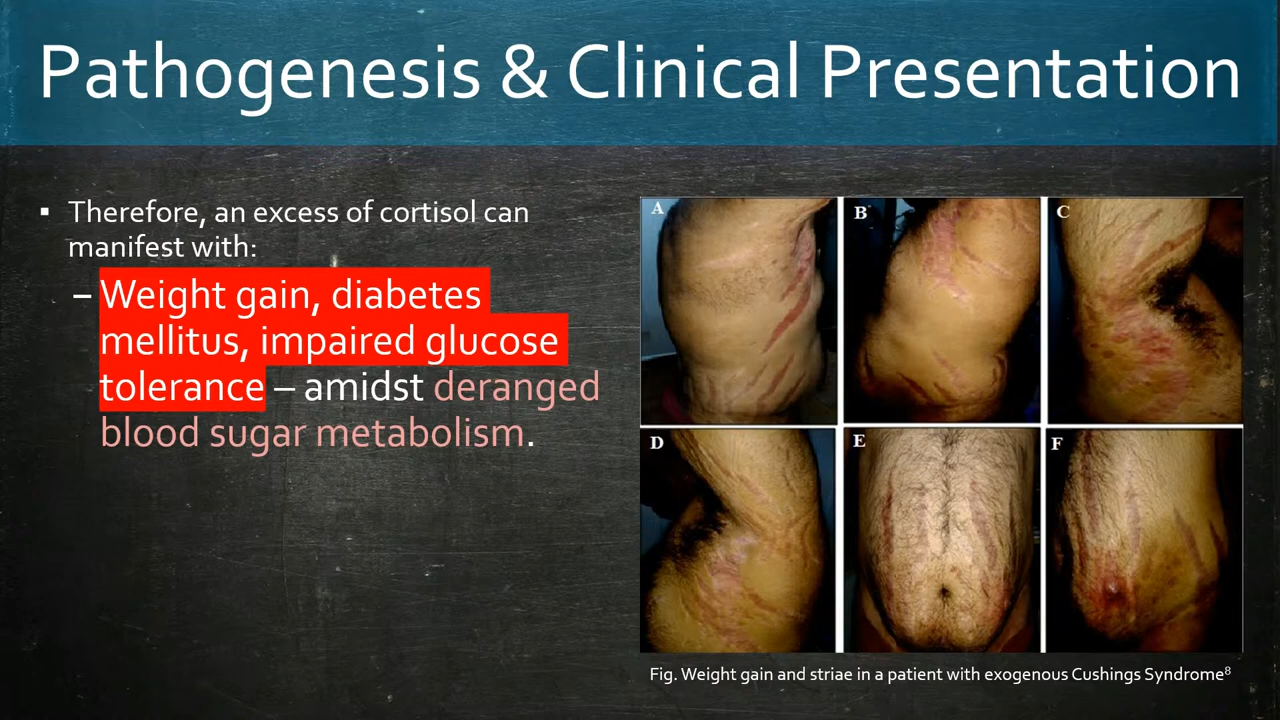 Pathogenesis & Clinical Presentation
▪ Therefore, an excess of cortisol can
manifest with:
– Weight gain, diabetes
mellitus, impaired glucose
tolerance – amidst deranged
blood sugar metabolism.
A
B
C
D
E
F
Fig. Weight gain and striae in a patient with exogenous Cushings Syndrome⁸